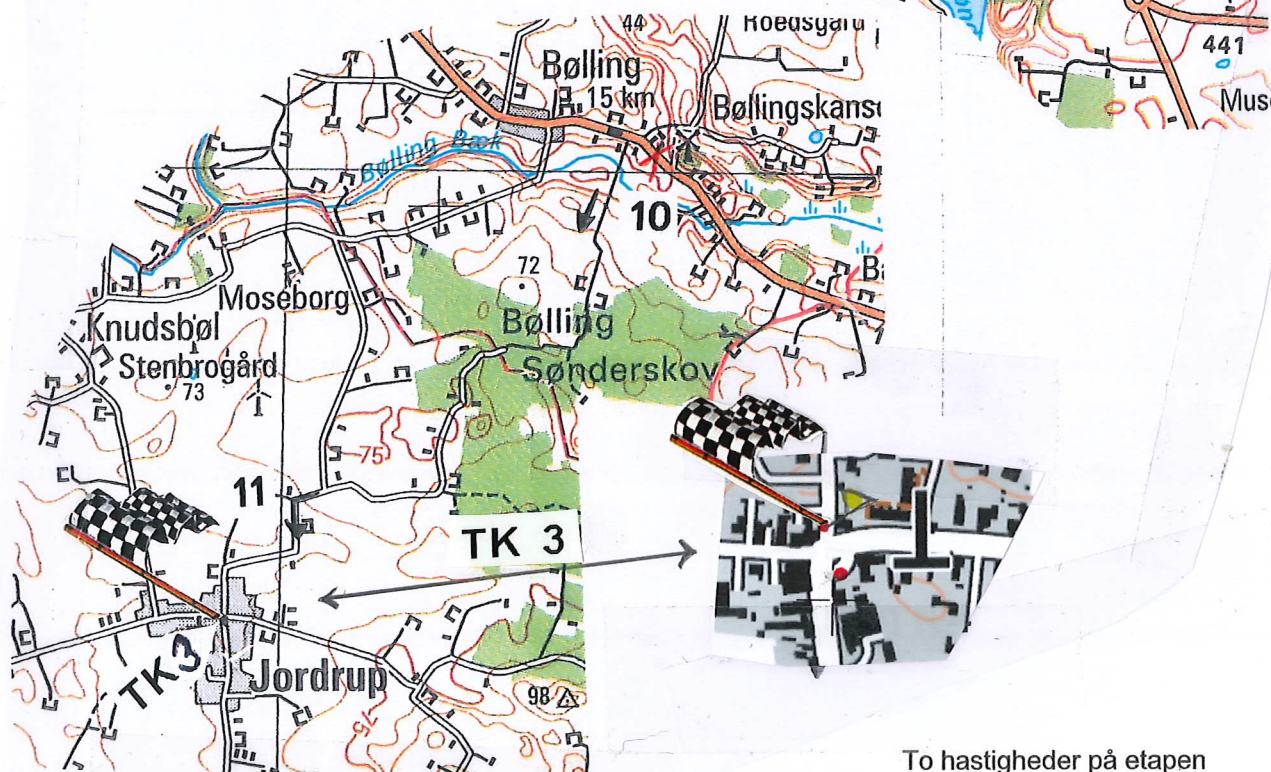 44
441
Bølling
15 km
Bølling Bæk
10
72
Moseborg
Knudsbøl
Bølling
Stenbrogård
Sønderskov
73
75
11
TK 3
TK3
Jordrup
98
75
To hastigheder på etapen